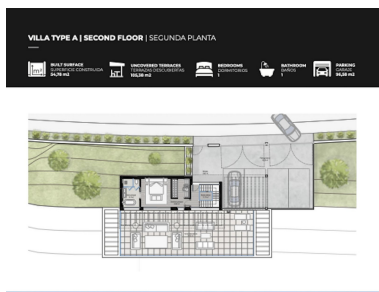 VILLA TYPE A | SECOND FLOOR | SEGUNDA PLANTA
BUILT SURFACE
SUPERFICIE CONSTRUIDA
UNCOVERED TERRACES
TERRAZAS DESCUBIERTAS
BEDROOMS
DORMITORIOS
1
BATHROOM
BAÑOS
1
PARKING
GARAJE